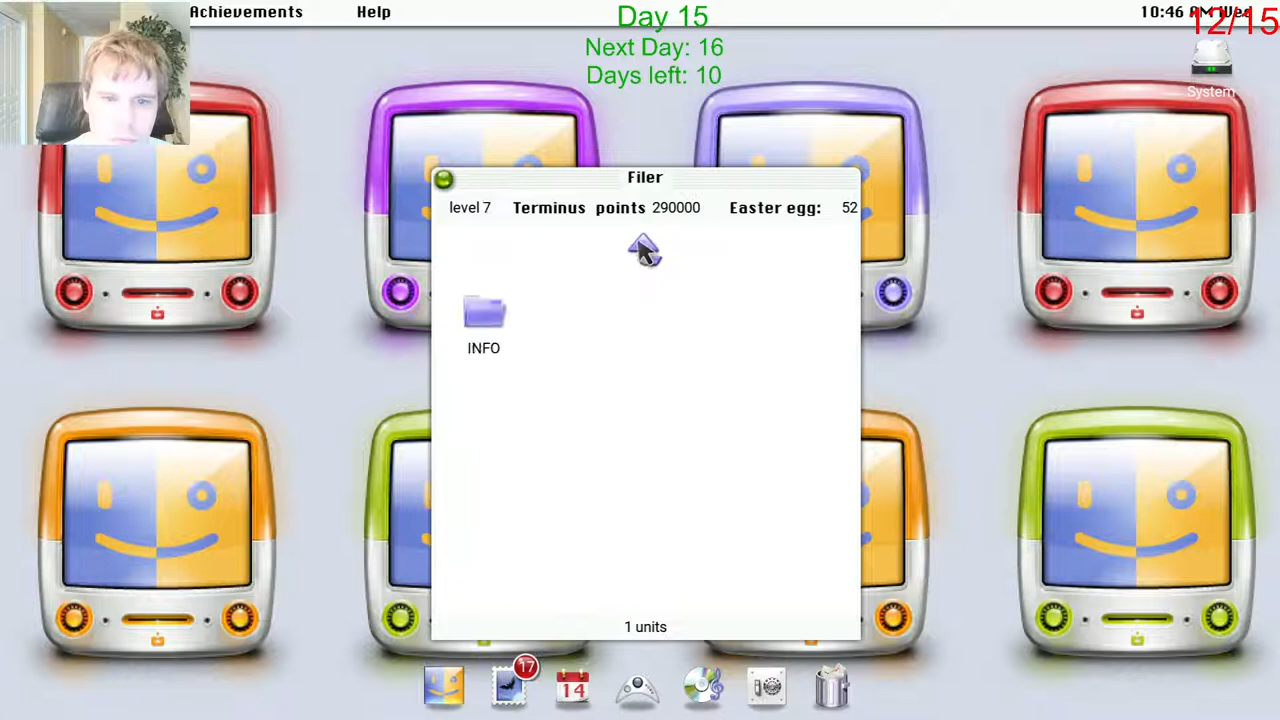 Achievements Help
10:46 AM Wed
12/15
Day 15
Next Day: 16
Days left: 10
System
Filer
level 7 Terminus points 290000 Easter egg: 52
INFO
1 units
17
14